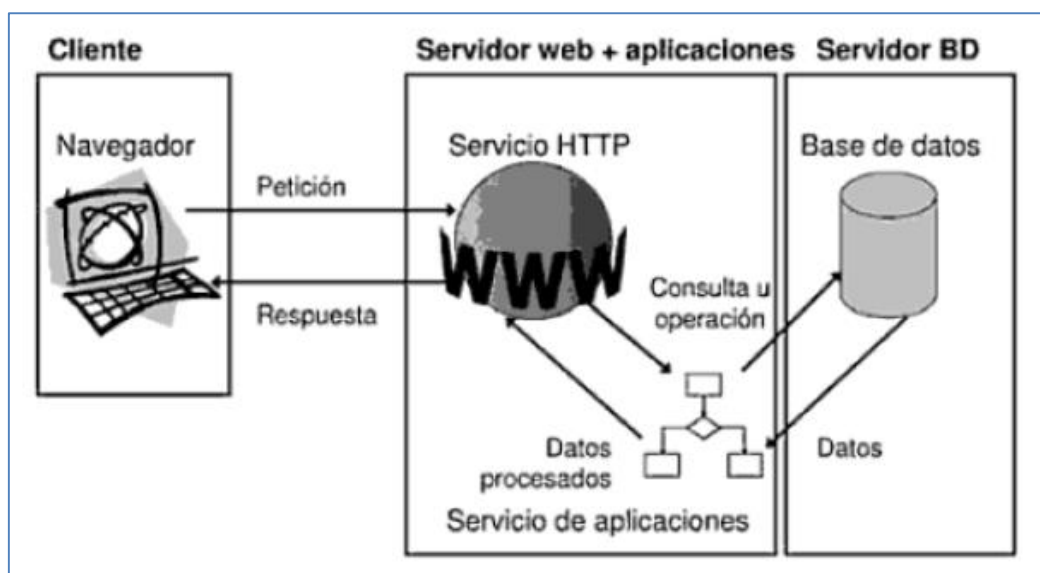 Cliente
Servidor web + aplicaciones
Servidor BD
Navegador
Servicio HTTP
Base de datos
Petición
WWW
Respuesta
Consulta u
operación
Datos
procesados
Datos
Servicio de aplicaciones